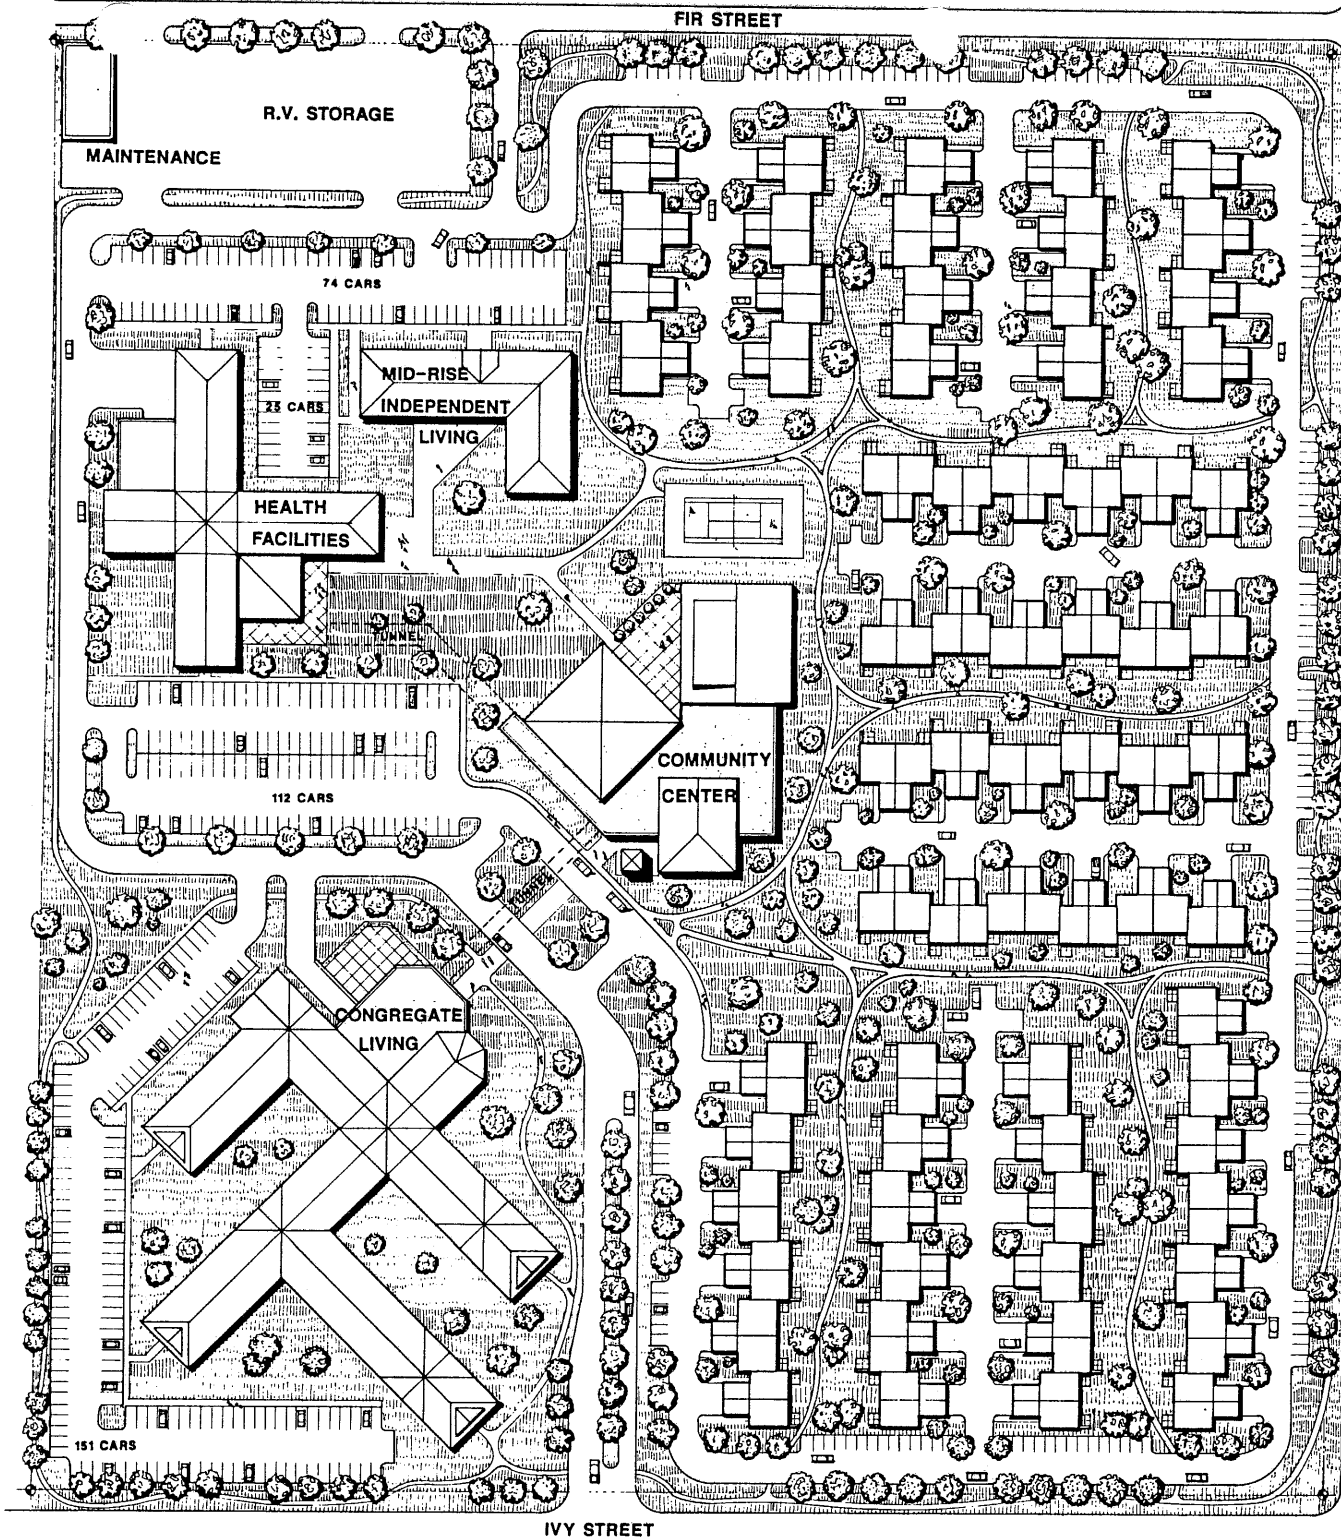 FIR STREET
R.V. STORAGE
MAINTENANCE
74 CARS
MID-RISE
INDEPENDENT
LIVING
25 CARS
HEALTH
FACILITIES
TUNNEL
COMMUNITY
CENTER
112 CARS
TUNNEL
CONGREGATE
LIVING
151 CARS
IVY STREET